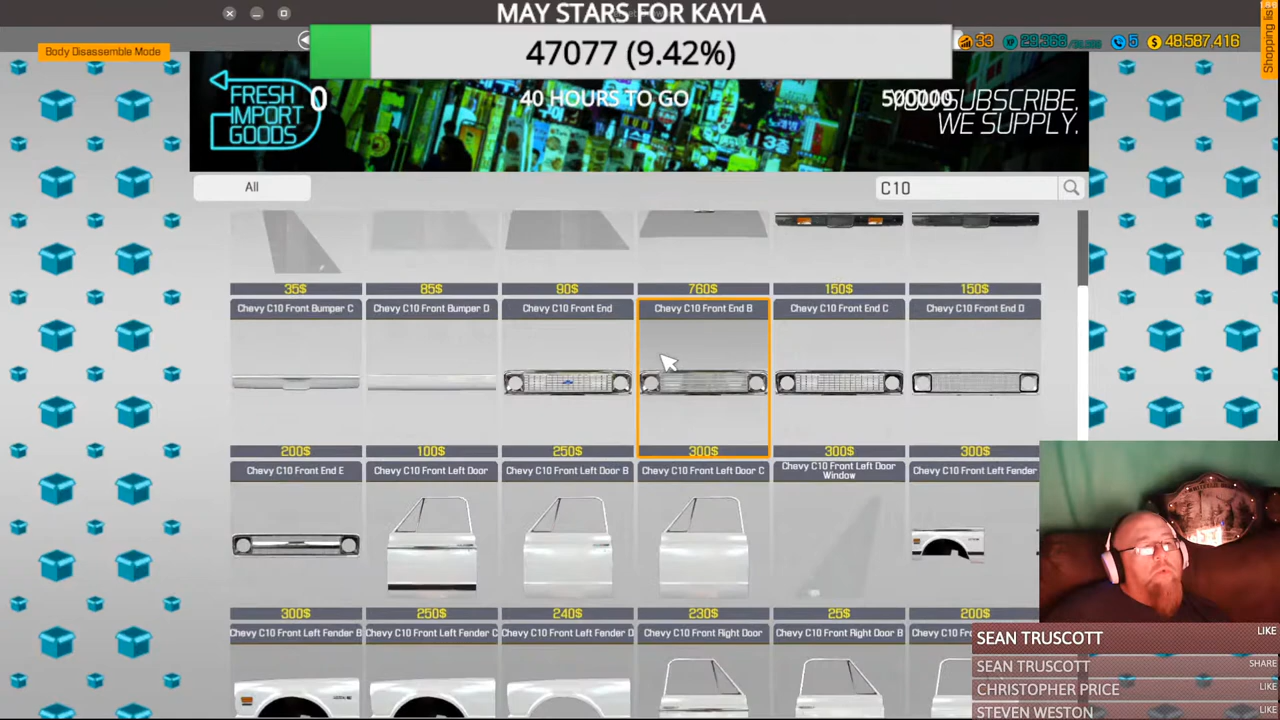 MAY STARS FOR KAYLA
47077 (9.42%)
0
40 HOURS TO GO
500000
Body Disassemble Mode
33
5
48,587,416
Shopping list
FRESH
IMPORT
GOODS
SUBSCRIBE.
WE SUPPLY.
All
C10
35$
85$
90$
760$
150$
150$
Chevy C10 Front Bumper C
Chevy C10 Front Bumper D
Chevy C10 Front End
Chevy C10 Front End B
Chevy C10 Front End C
Chevy C10 Front End D
200$
100$
250$
300$
300$
300$
Chevy C10 Front End E
Chevy C10 Front Left Door
Chevy C10 Front Left Door B
Chevy C10 Front Left Door C
Chevy C10 Front Left Door
Window
Chevy C10 Front Left Fender
300$
250$
240$
230$
25$
200$
Chevy C10 Front Left Fender B
Chevy C10 Front Left Fender C
Chevy C10 Front Left Fender D
Chevy C10 Front Right Door
Chevy C10 Front Right Door B
Chevy C10 F
SEAN TRUSCOTT LIKE
SEAN TRUSCOTT SHARE
CHRISTOPHER PRICE LIKE
STEVEN WESTON LIKE